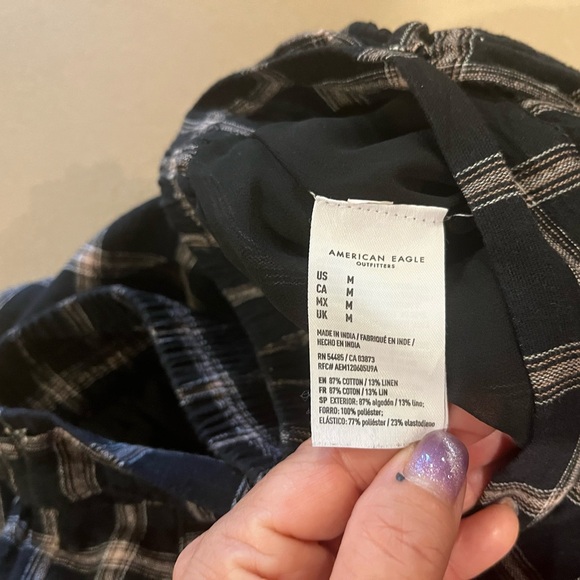 AMERICAN EAGLE
OUTFITTERS
US M
CA M
MX M
UK M
MADE IN INDIA / FABRIQUÉ EN INDE /
HECHO EN INDIA
RN 54485 / CA 03873
RFC# AEM120605U9A
EN 87% COTTON / 13% LINEN
FR 87% COTON / 13% LIN
SP EXTERIOR: 87% algodón / 13% lino;
FORRO: 100% poliéster;
ELÁSTICO: 77% poliéster / 23% elastodieno